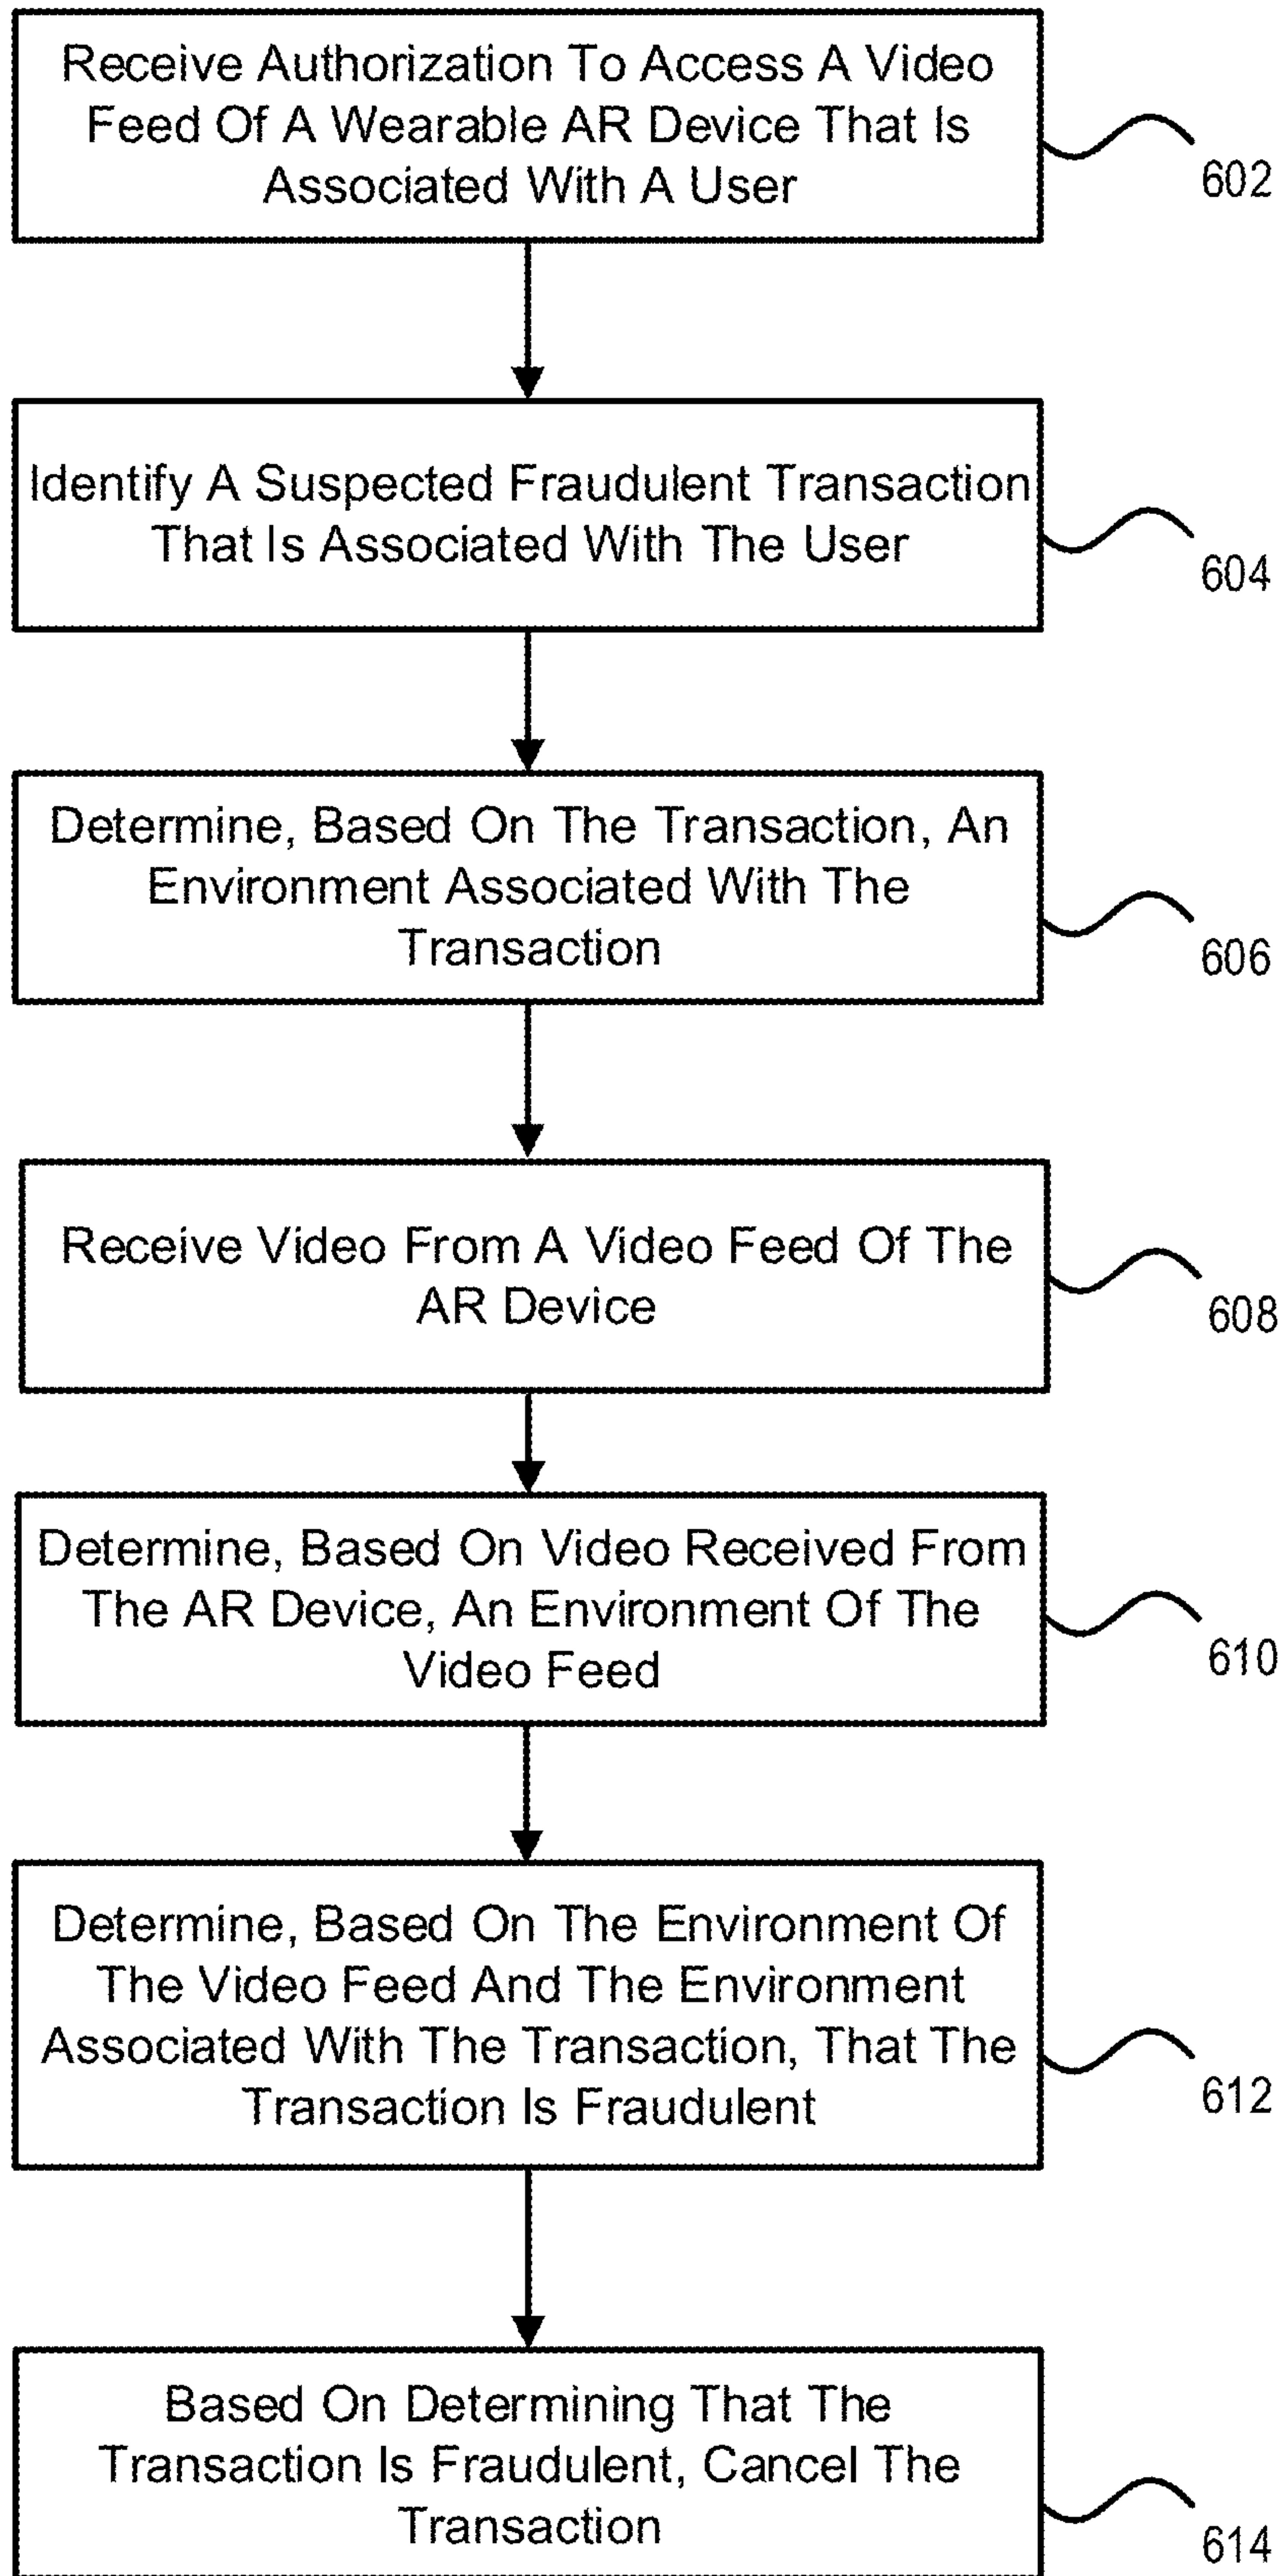 Receive Authorization To Access A Video
Feed Of A Wearable AR Device That Is
Associated With A User
602
Identify A Suspected Fraudulent Transaction
That Is Associated With The User
604
Determine, Based On The Transaction, An
Environment Associated With The
Transaction
606
Receive Video From A Video Feed Of The
AR Device
608
Determine, Based On Video Received From
The AR Device, An Environment Of The
Video Feed
610
Determine, Based On The Environment Of
The Video Feed And The Environment
Associated With The Transaction, That The
Transaction Is Fraudulent
612
Based On Determining That The
Transaction Is Fraudulent, Cancel The
Transaction
614